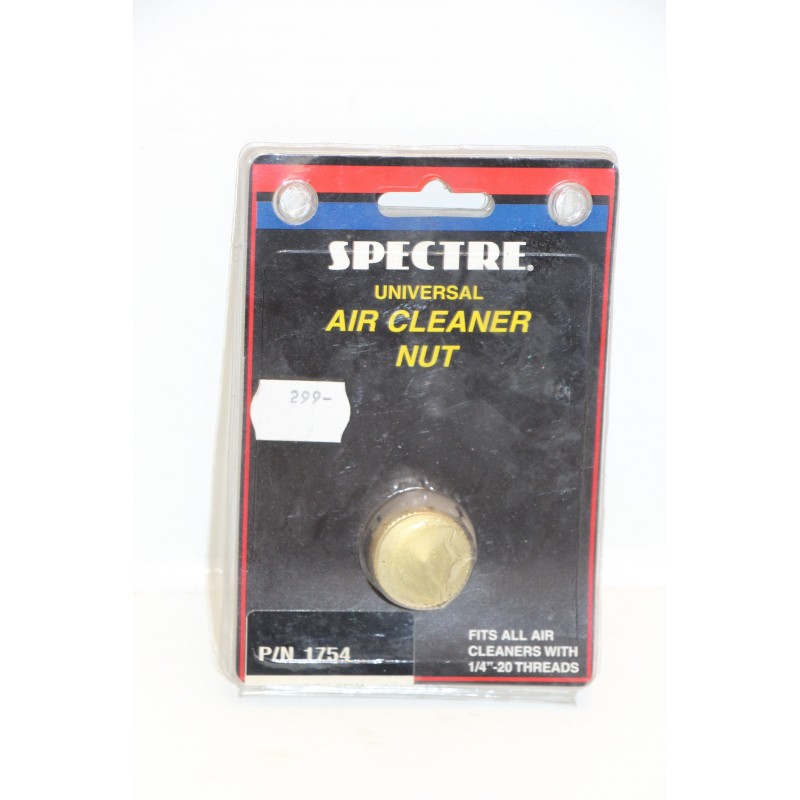 SPECTRE®
UNIVERSAL
AIR CLEANER
NUT
299-
P/N 1754
FITS ALL AIR
CLEANERS WITH
1/4"-20 THREADS